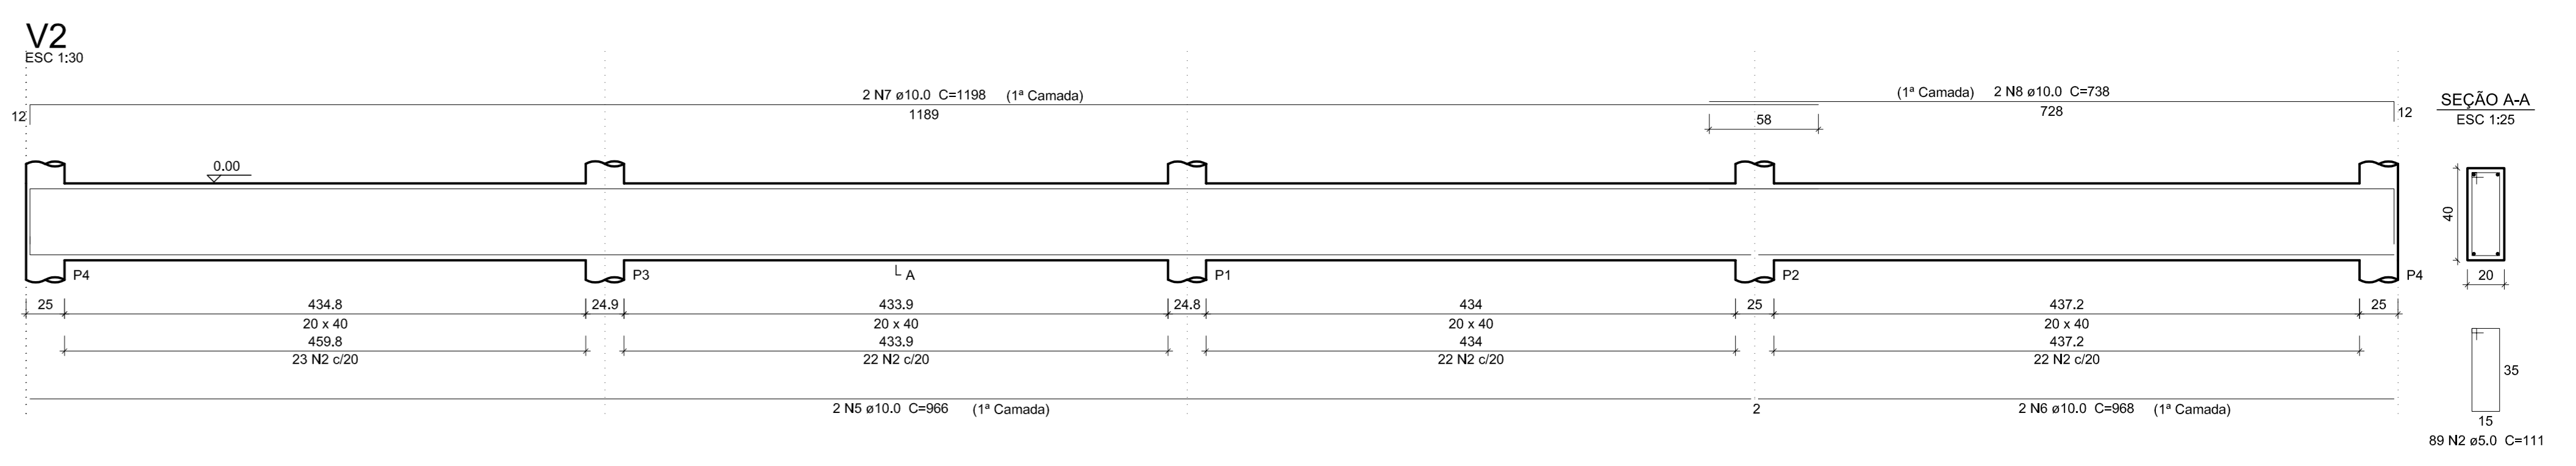 V2
ESC 1:30
2 N7 ø10.0 C=1198 (1ª Camada)
1189
12
(1ª Camada) 2 N8 ø10.0 C=738
728
12
58
SEÇÃO A-A
ESC 1:25
0.00
P4
P3
A
P1
P2
P4
40
20
25
434.8
24.9
433.9
24.8
434
25
437.2
25
20 x 40
20 x 40
20 x 40
20 x 40
459.8
433.9
434
437.2
23 N2 c/20
22 N2 c/20
22 N2 c/20
22 N2 c/20
2 N5 ø10.0 C=966 (1ª Camada)
2
2 N6 ø10.0 C=968 (1ª Camada)
35
15
89 N2 ø5.0 C=111